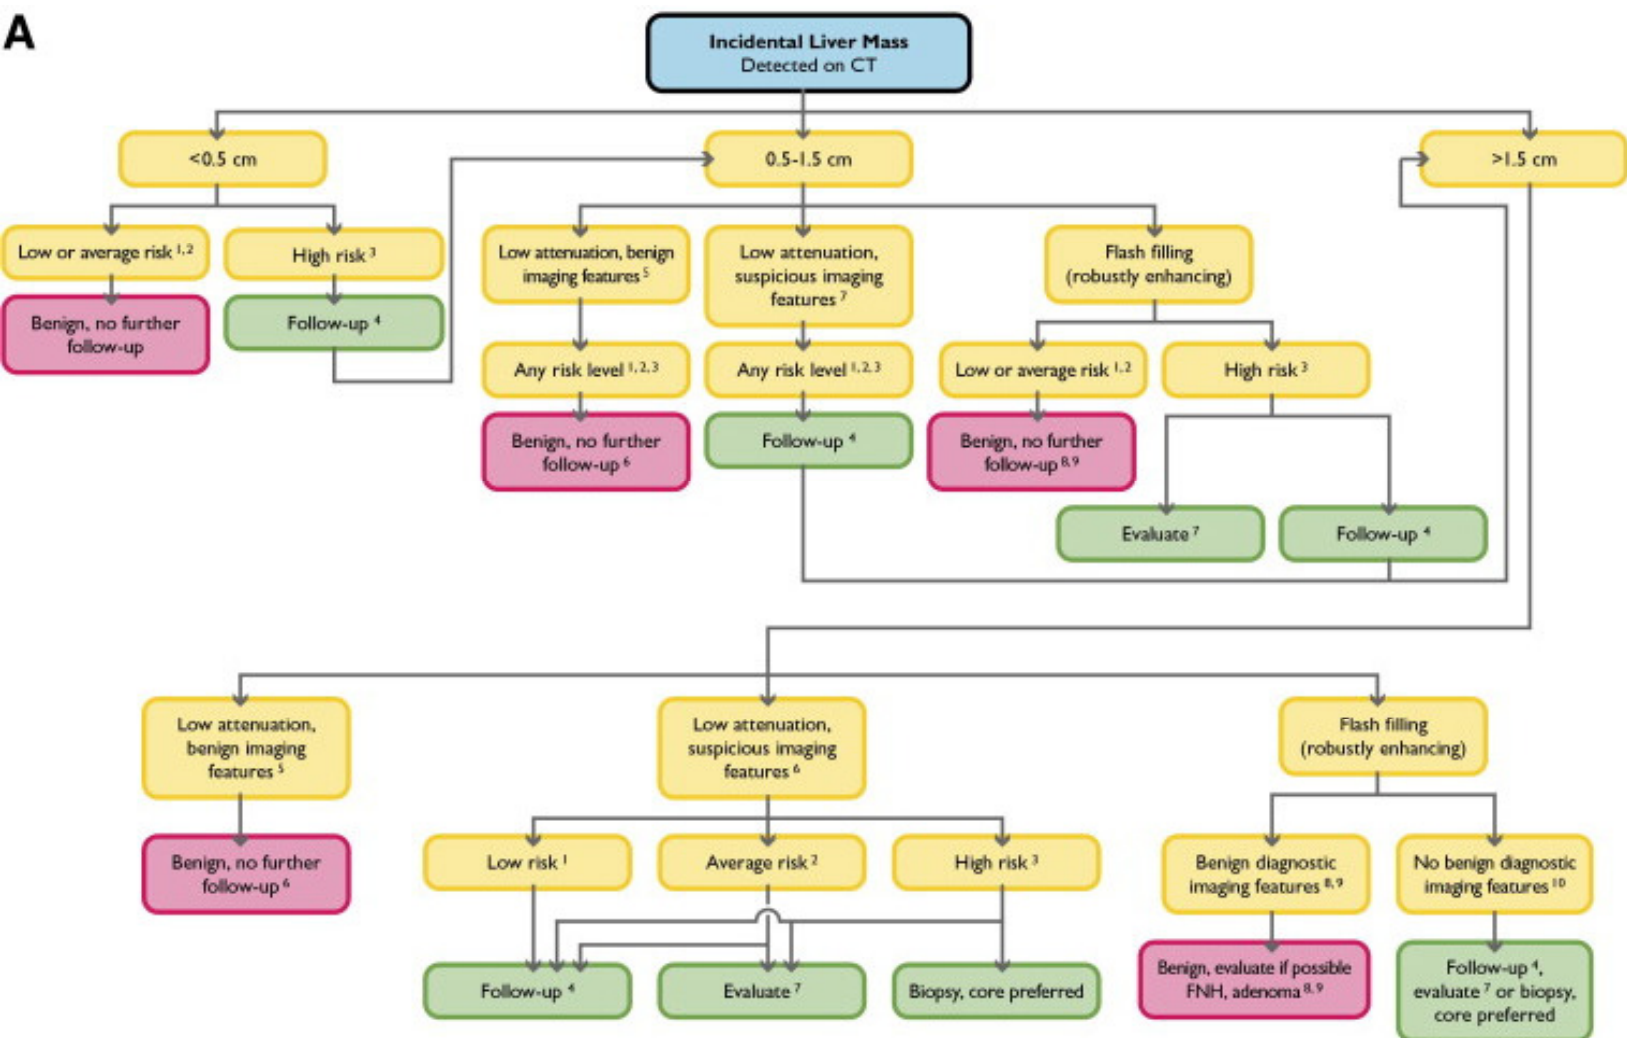 A
Incidental Liver Mass
Detected on CT
<0.5 cm
0.5-1.5 cm
>1.5 cm
Low or average risk 1,2
High risk 3
Low attenuation, benign
imaging features 5
Low attenuation,
suspicious imaging
features 7
Flash filling
(robustly enhancing)
Benign, no further
follow-up
Follow-up 4
Any risk level 1, 2, 3
Any risk level 1, 2, 3
Low or average risk 1,2
High risk 3
Benign, no further
follow-up 6
Follow-up 4
Benign, no further
follow-up 8,9
Evaluate 7
Follow-up 4
Low attenuation,
benign imaging
features 5
Low attenuation,
suspicious imaging
features 6
Flash filling
(robustly enhancing)
Benign, no further
follow-up 6
Low risk 1
Average risk 2
High risk 3
Benign diagnostic
imaging features 8,9
No benign diagnostic
imaging features 10
Follow-up 4
Evaluate 7
Biopsy, core preferred
Benign, evaluate if possible
FNH, adenoma 8,9
Follow-up 4,
evaluate 7 or biopsy,
core preferred